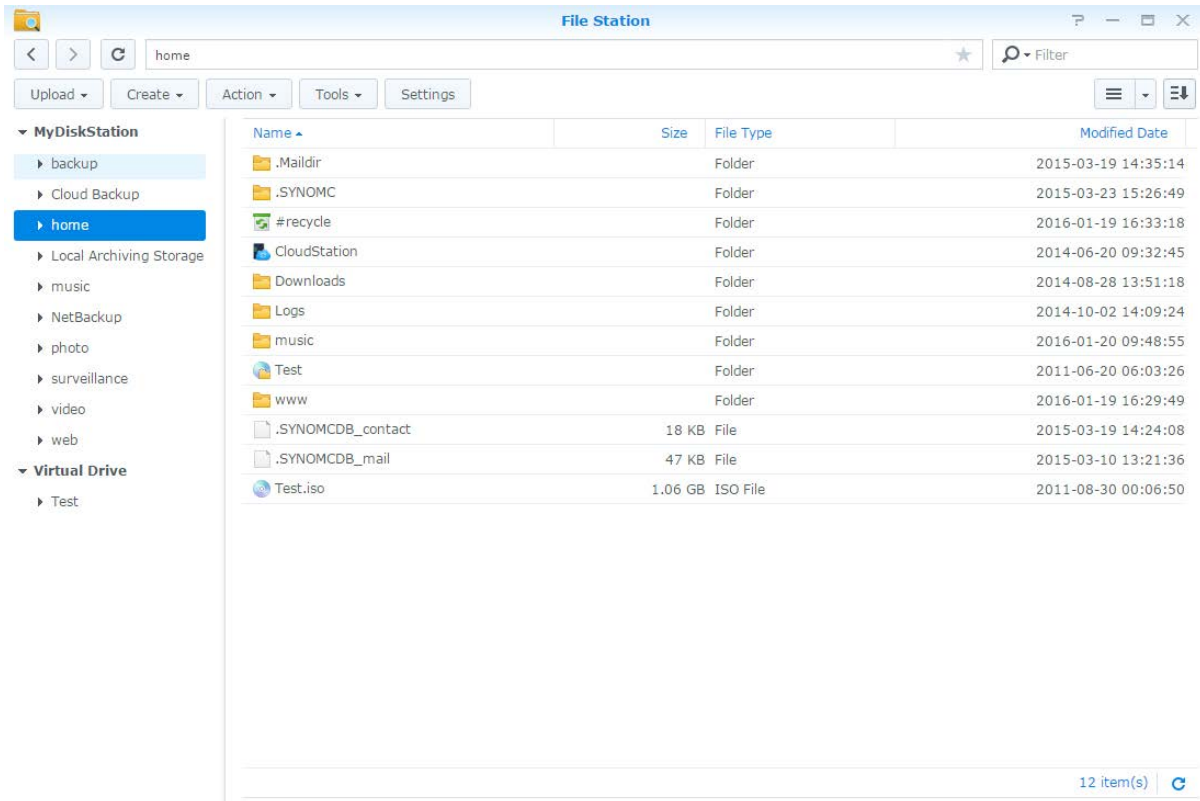 File Station
home
Filter
Upload Create Action Tools Settings
MyDiskStation
backup
Cloud Backup
home
Local Archiving Storage
music
NetBackup
photo
surveillance
video
web
Virtual Drive
Test
Name Size File Type Modified Date
.Maildir Folder 2015-03-19 14:35:14
.SYNOMC Folder 2015-03-23 15:26:49
#recycle Folder 2016-01-19 16:33:18
CloudStation Folder 2014-06-20 09:32:45
Downloads Folder 2014-08-28 13:51:18
Logs Folder 2014-10-02 14:09:24
music Folder 2016-01-20 09:48:55
Test Folder 2011-06-20 06:03:26
www Folder 2016-01-19 16:29:49
.SYNOMCDB_contact 18 KB File 2015-03-19 14:24:08
.SYNOMCDB_mail 47 KB File 2015-03-10 13:21:36
Test.iso 1.06 GB ISO File 2011-08-30 00:06:50
12 item(s)